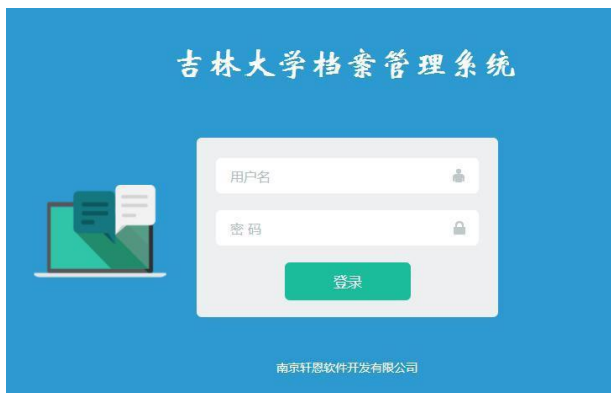 吉林大学档案管理系统
用户名
密码
登录
南京轩恩软件开发有限公司